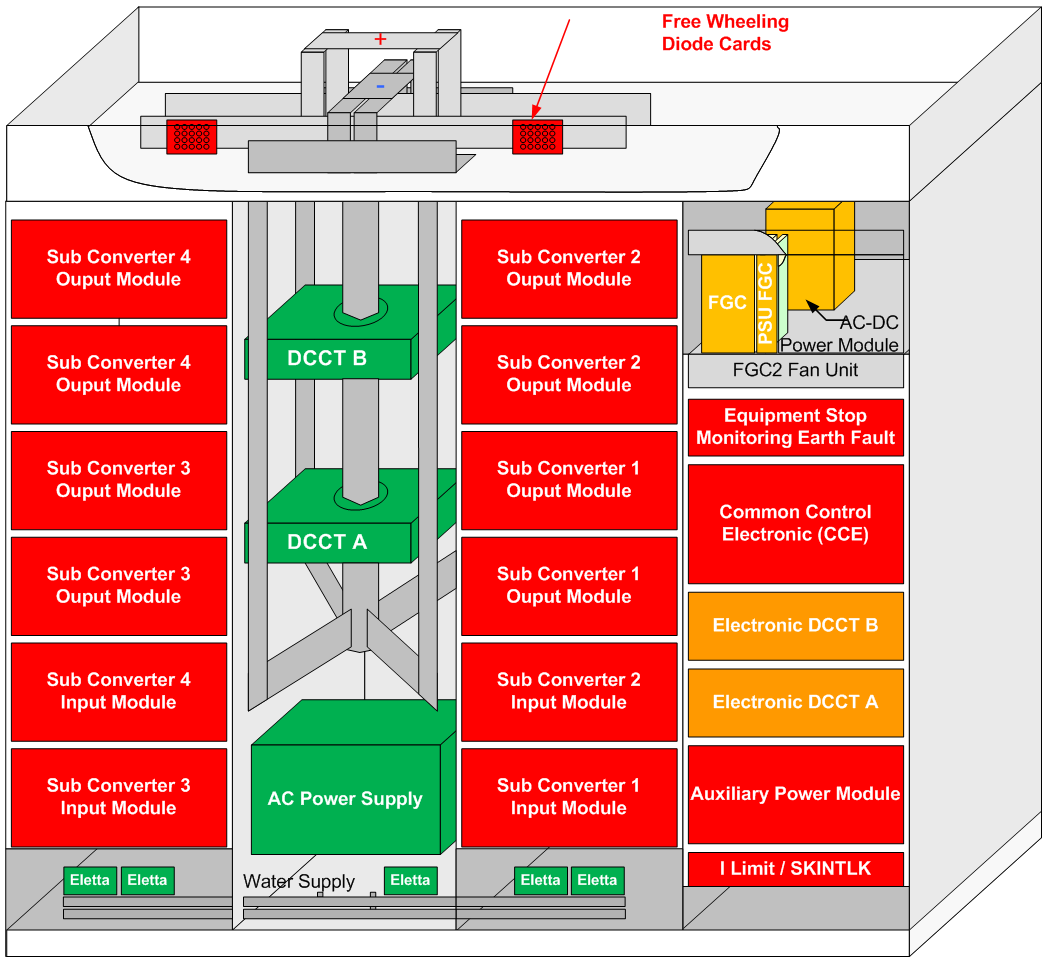 Free Wheeling
Diode Cards
+
-
Sub Converter 4
Ouput Module
Sub Converter 4
Ouput Module
Sub Converter 3
Ouput Module
Sub Converter 3
Ouput Module
Sub Converter 4
Input Module
Sub Converter 3
Input Module
DCCT B
DCCT A
AC Power Supply
Sub Converter 2
Ouput Module
Sub Converter 2
Ouput Module
Sub Converter 1
Ouput Module
Sub Converter 1
Ouput Module
Sub Converter 2
Input Module
Sub Converter 1
Input Module
FGC
PSU FGC
AC-DC
Power Module
FGC2 Fan Unit
Equipment Stop
Monitoring Earth Fault
Common Control
Electronic (CCE)
Electronic DCCT B
Electronic DCCT A
Auxiliary Power Module
I Limit / SKINTLK
Eletta
Eletta
Water Supply
Eletta
Eletta
Eletta